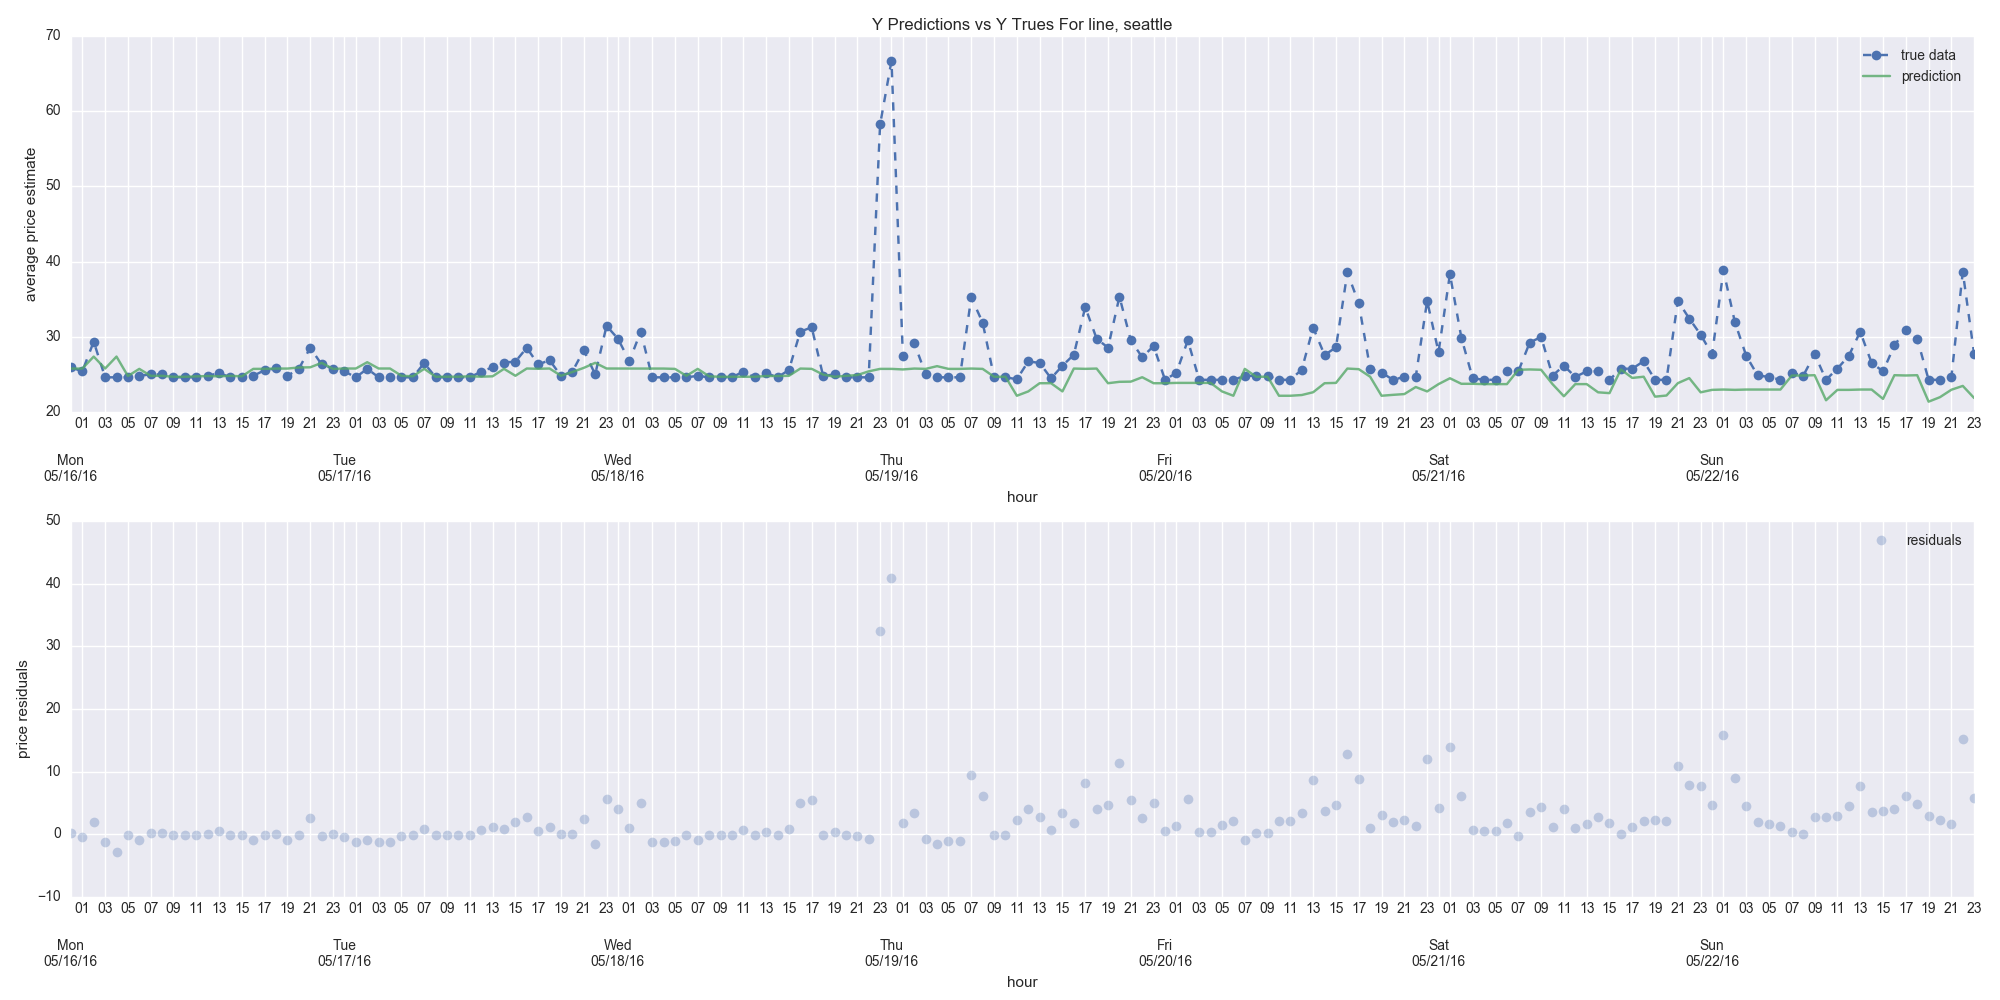 Y Predictions vs Y Trues For line, seattle
70
60
50
40
30
20
average price estimate
true data
prediction
01 03 05 07 09 11 13 15 17 19 21 23 01 03 05 07 09 11 13 15 17 19 21 23 01 03 05 07 09 11 13 15 17 19 21 23 01 03 05 07 09 11 13 15 17 19 21 23 01 03 05 07 09 11 13 15 17 19 21 23 01 03 05 07 09 11 13 15 17 19 21 23 01 03 05 07 09 11 13 15 17 19 21 23
Mon Tue Wed Thu Fri Sat Sun
05/16/16 05/17/16 05/18/16 05/19/16 05/20/16 05/21/16 05/22/16
hour
50
40
30
20
10
0
−10
price residuals
residuals
01 03 05 07 09 11 13 15 17 19 21 23 01 03 05 07 09 11 13 15 17 19 21 23 01 03 05 07 09 11 13 15 17 19 21 23 01 03 05 07 09 11 13 15 17 19 21 23 01 03 05 07 09 11 13 15 17 19 21 23 01 03 05 07 09 11 13 15 17 19 21 23 01 03 05 07 09 11 13 15 17 19 21 23
Mon Tue Wed Thu Fri Sat Sun
05/16/16 05/17/16 05/18/16 05/19/16 05/20/16 05/21/16 05/22/16
hour